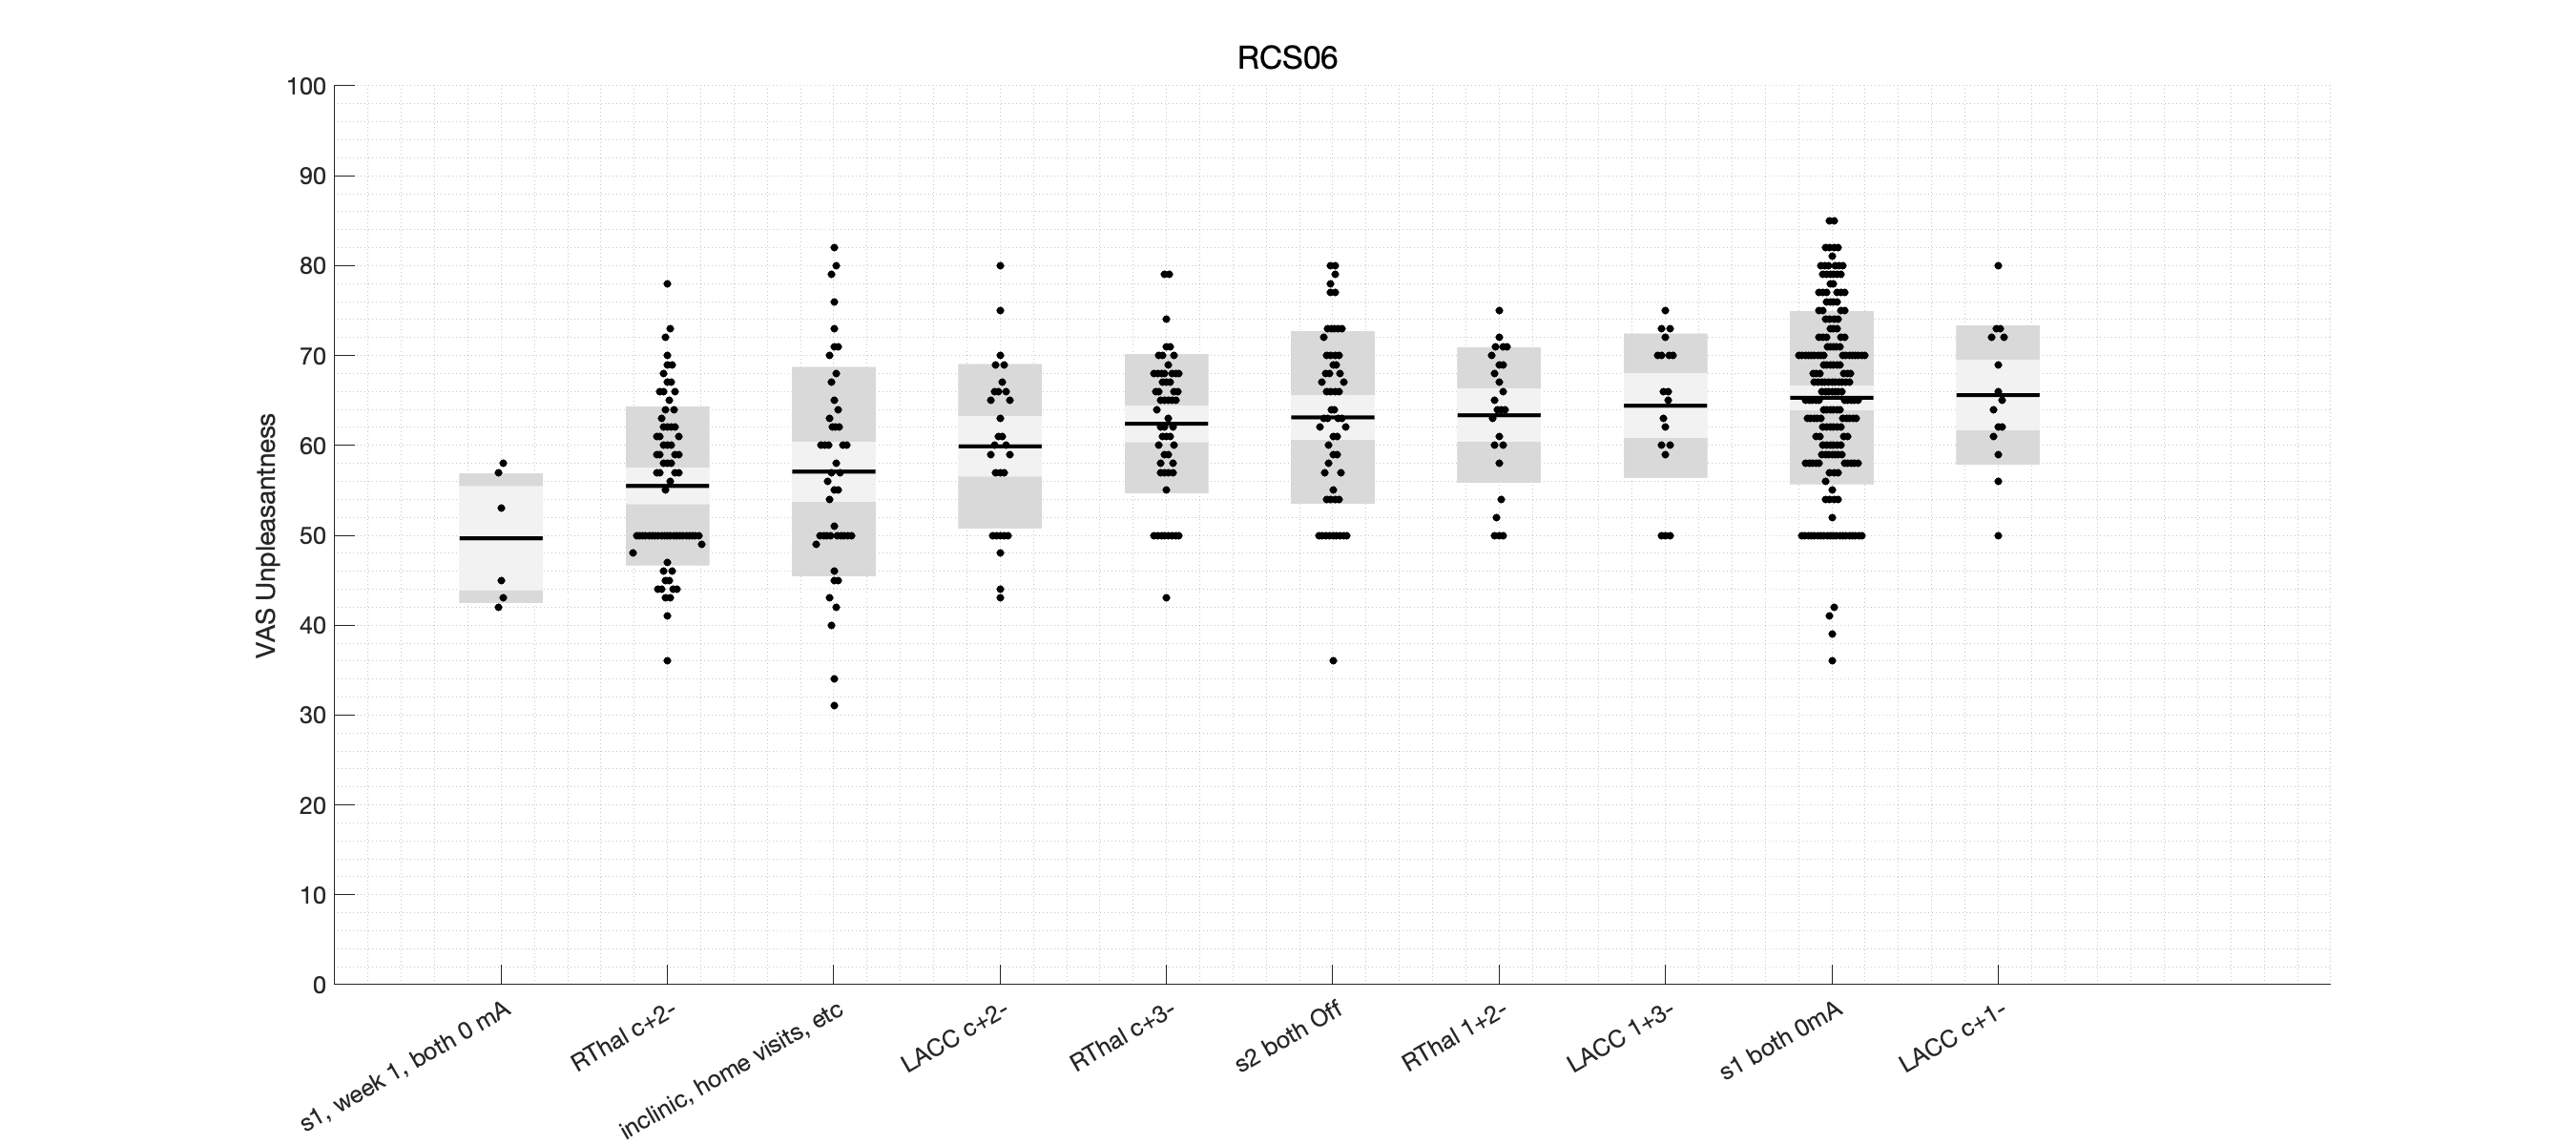 RCS06
VAS Unpleasantness
100
90
80
70
60
50
40
30
20
10
0
s1, week 1, both 0 mA
RThal c+2-
inclinic, home visits, etc
LACC c+2-
RThal c+3-
s2 both Off
RThal 1+2-
LACC 1+3-
s1 both 0mA
LACC c+1-